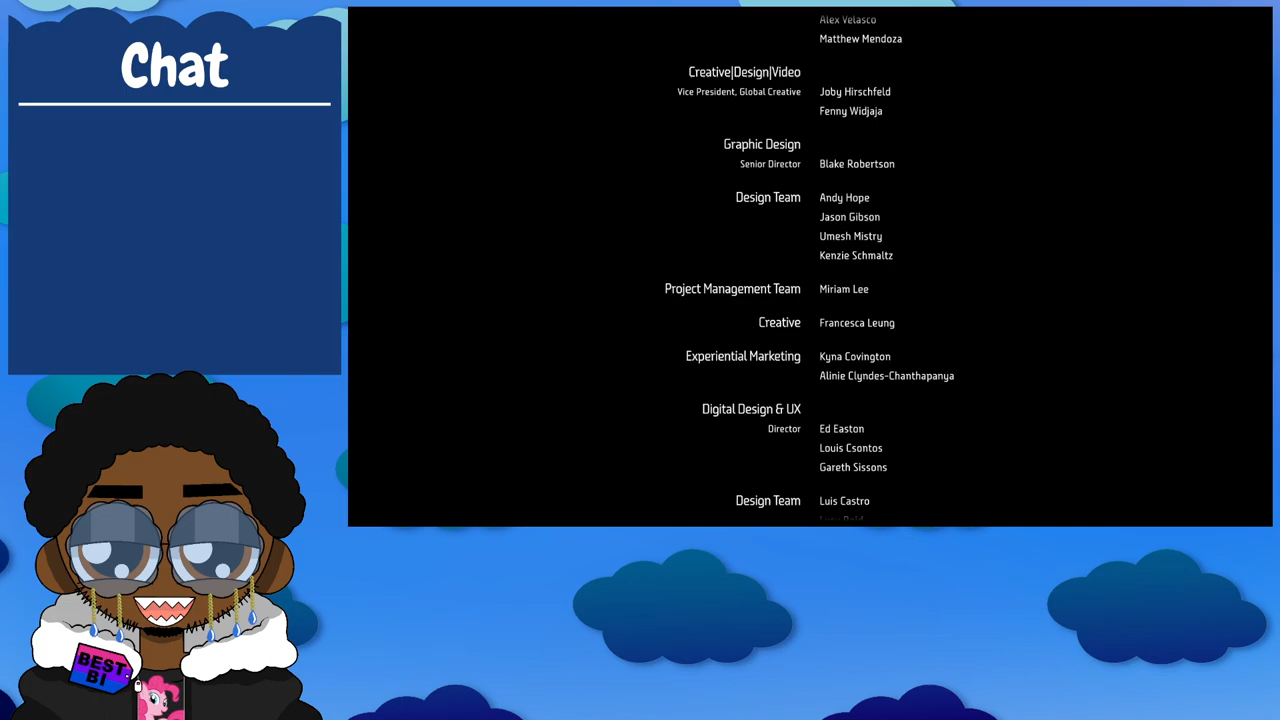 Chat
Alex Velasco
Matthew Mendoza
Creative|Design|Video
Vice President, Global Creative Joby Hirschfeld
Fenny Widjaja
Graphic Design
Senior Director Blake Robertson
Design Team Andy Hope
Jason Gibson
Umesh Mistry
Kenzie Schmaltz
Project Management Team Miriam Lee
Creative Francesca Leung
Experiential Marketing Kyna Covington
Alinie Clyndes-Chanthapanya
Digital Design & UX
Director Ed Easton
Louis Csontos
Gareth Sissons
Design Team Luis Castro
BEST
BI